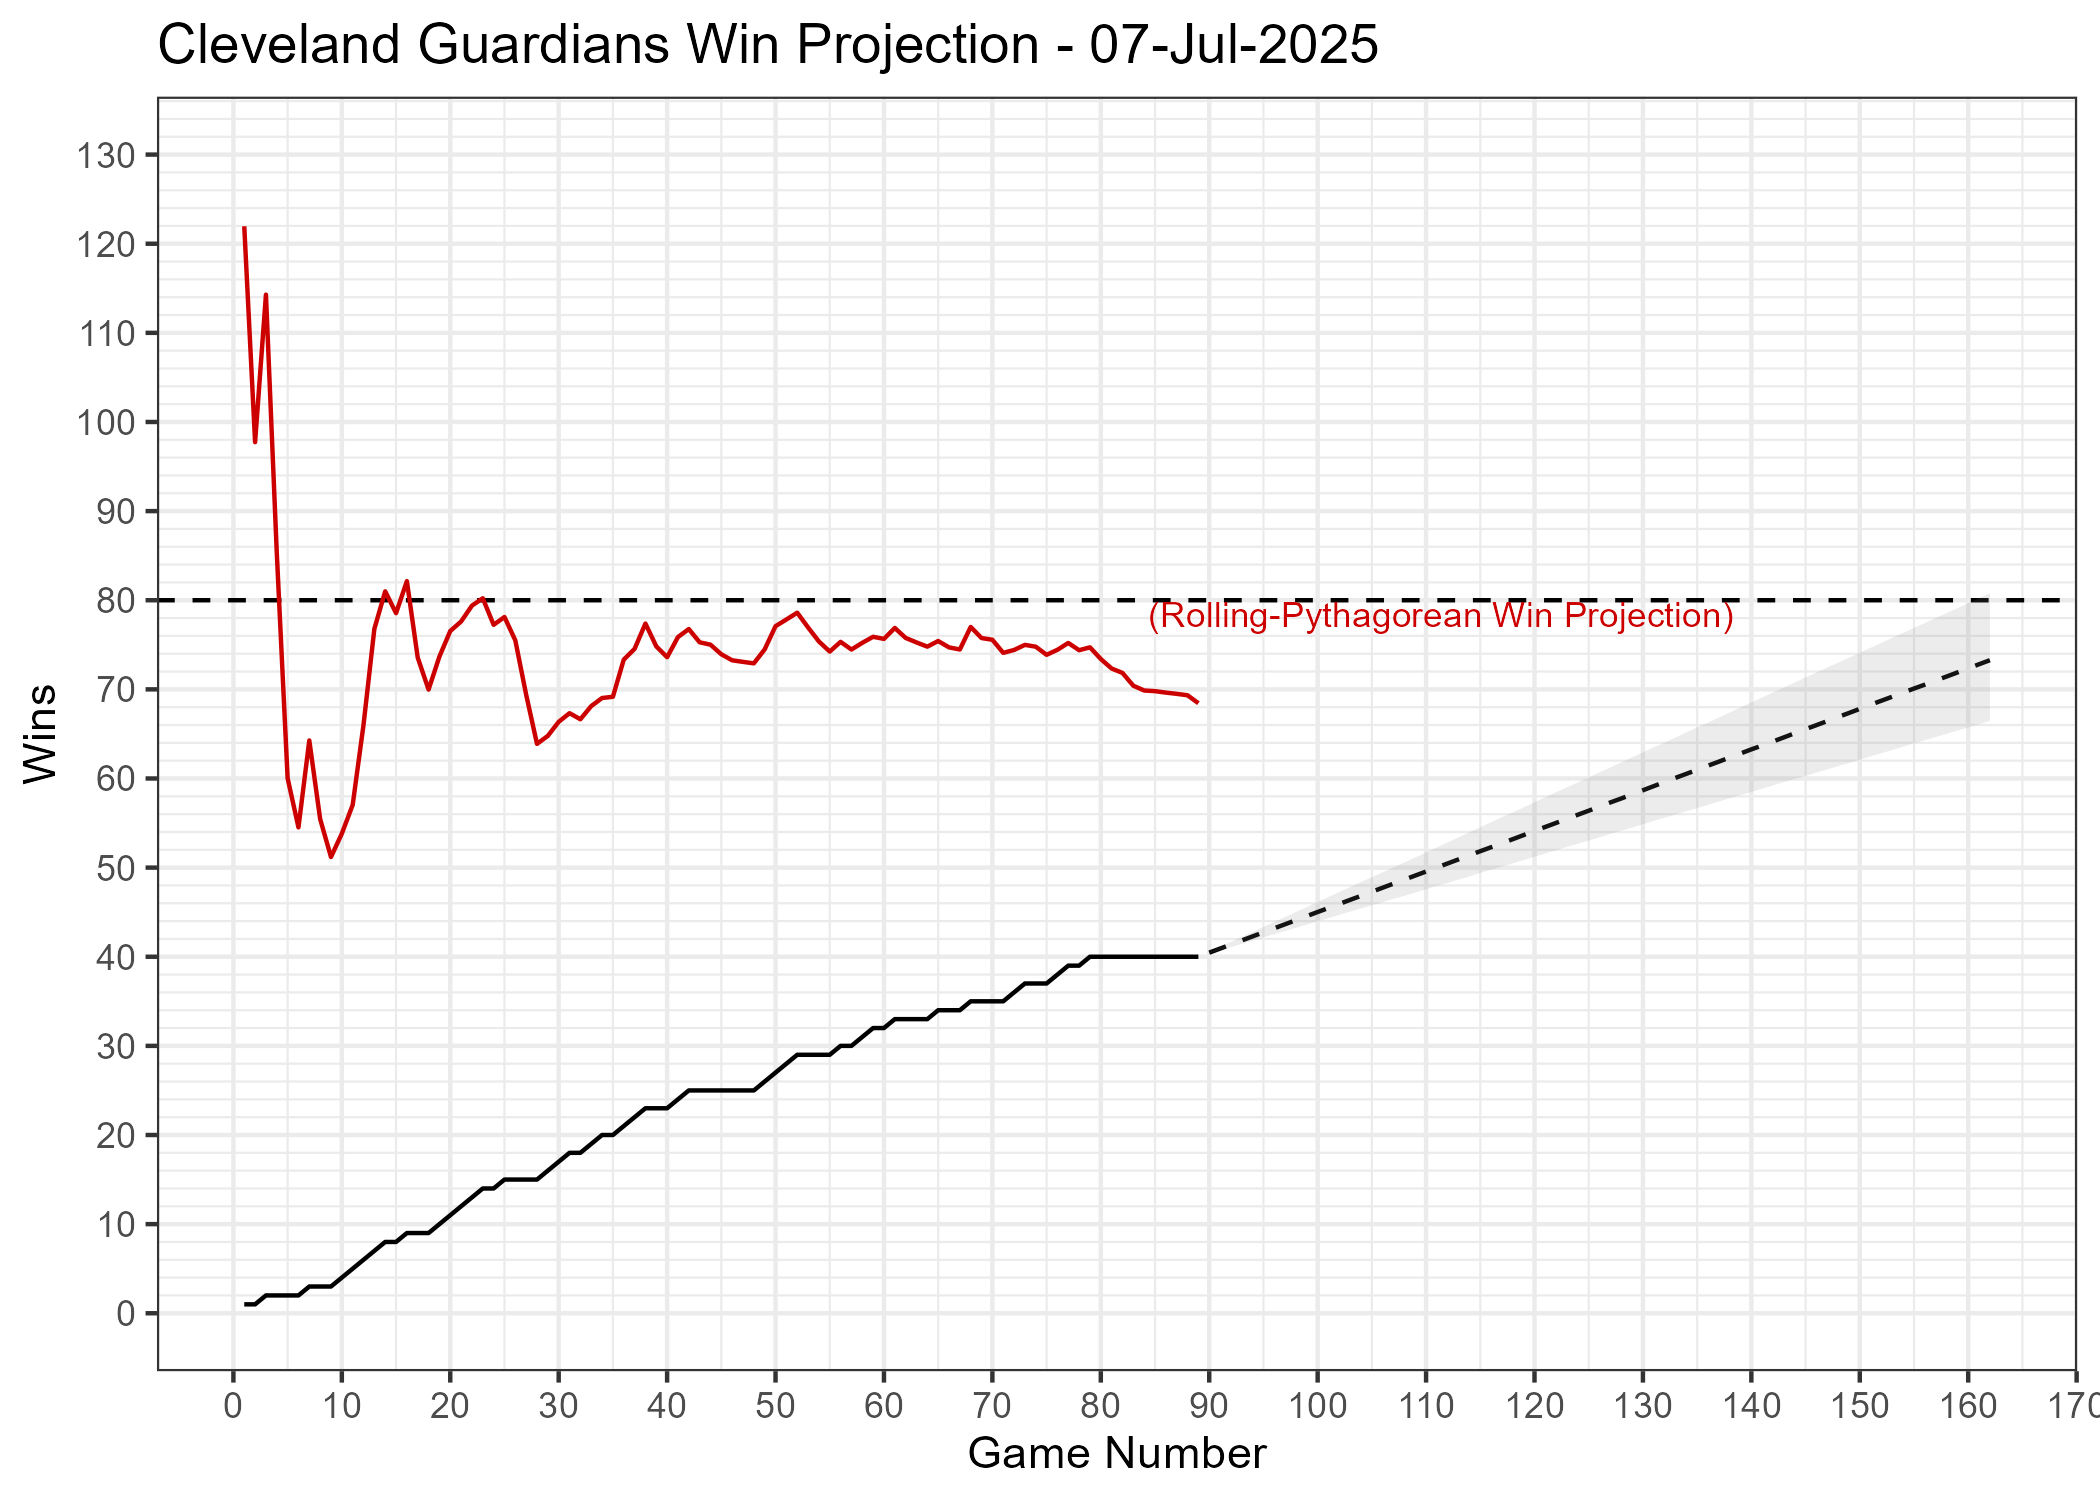 Cleveland Guardians Win Projection - 07-Jul-2025
130
120
110
100
90
80
70
60
50
40
30
20
10
0
Wins
(Rolling-Pythagorean Win Projection)
0 10 20 30 40 50 60 70 80 90 100 110 120 130 140 150 160 170
Game Number